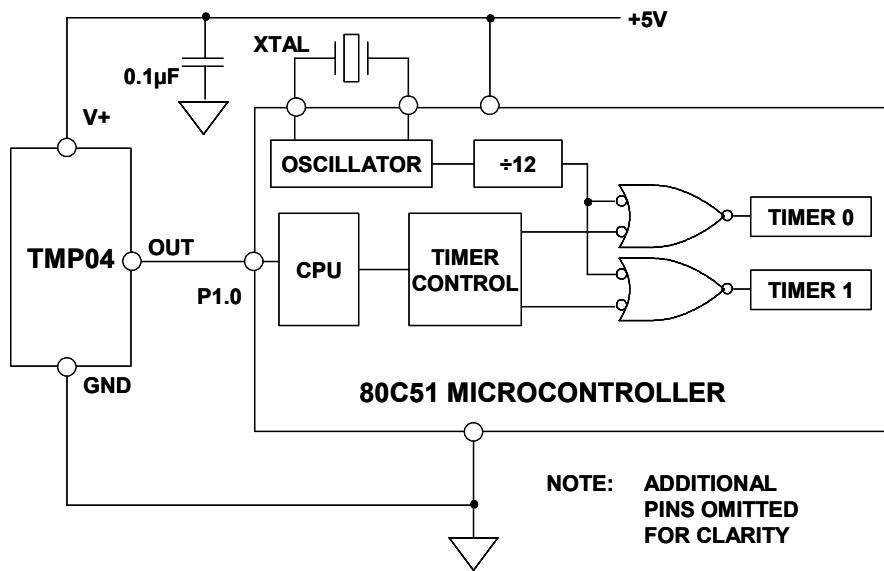 +5V
XTAL
0.1µF
V+
OSCILLATOR
÷12
TMP04
OUT
P1.0
CPU
TIMER
CONTROL
TIMER 0
TIMER 1
GND
80C51 MICROCONTROLLER
NOTE: ADDITIONAL
PINS OMITTED
FOR CLARITY